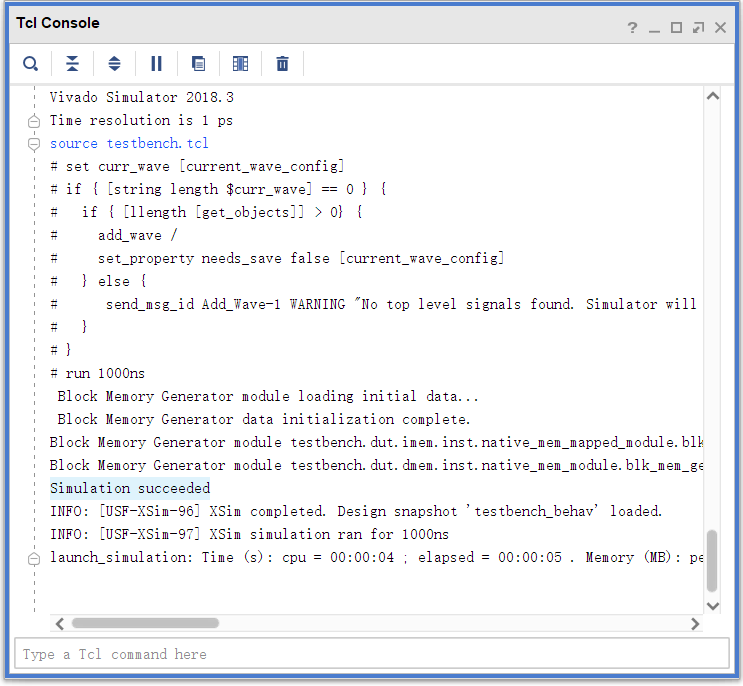 Tcl Console
Vivado Simulator 2018.3
Time resolution is 1 ps
source testbench.tcl
# set curr_wave [current_wave_config]
# if { [string length $curr_wave] == 0 } {
#   if { [llength [get_objects]] > 0} {
#     add_wave /
#     set_property needs_save false [current_wave_config]
#   } else {
#      send_msg_id Add_Wave-1 WARNING "No top level signals found. Simulator will
#   }
# }
# run 1000ns
Block Memory Generator module loading initial data...
Block Memory Generator data initialization complete.
Block Memory Generator module testbench.dut.imem.inst.native_mem_mapped_module.blk
Block Memory Generator module testbench.dut.dmem.inst.native_mem_module.blk_mem_ge
Simulation succeeded
INFO: [USF-XSim-96] XSim completed. Design snapshot 'testbench_behav' loaded.
INFO: [USF-XSim-97] XSim simulation ran for 1000ns
launch_simulation: Time (s): cpu = 00:00:04 ; elapsed = 00:00:05 . Memory (MB): pe
Type a Tcl command here